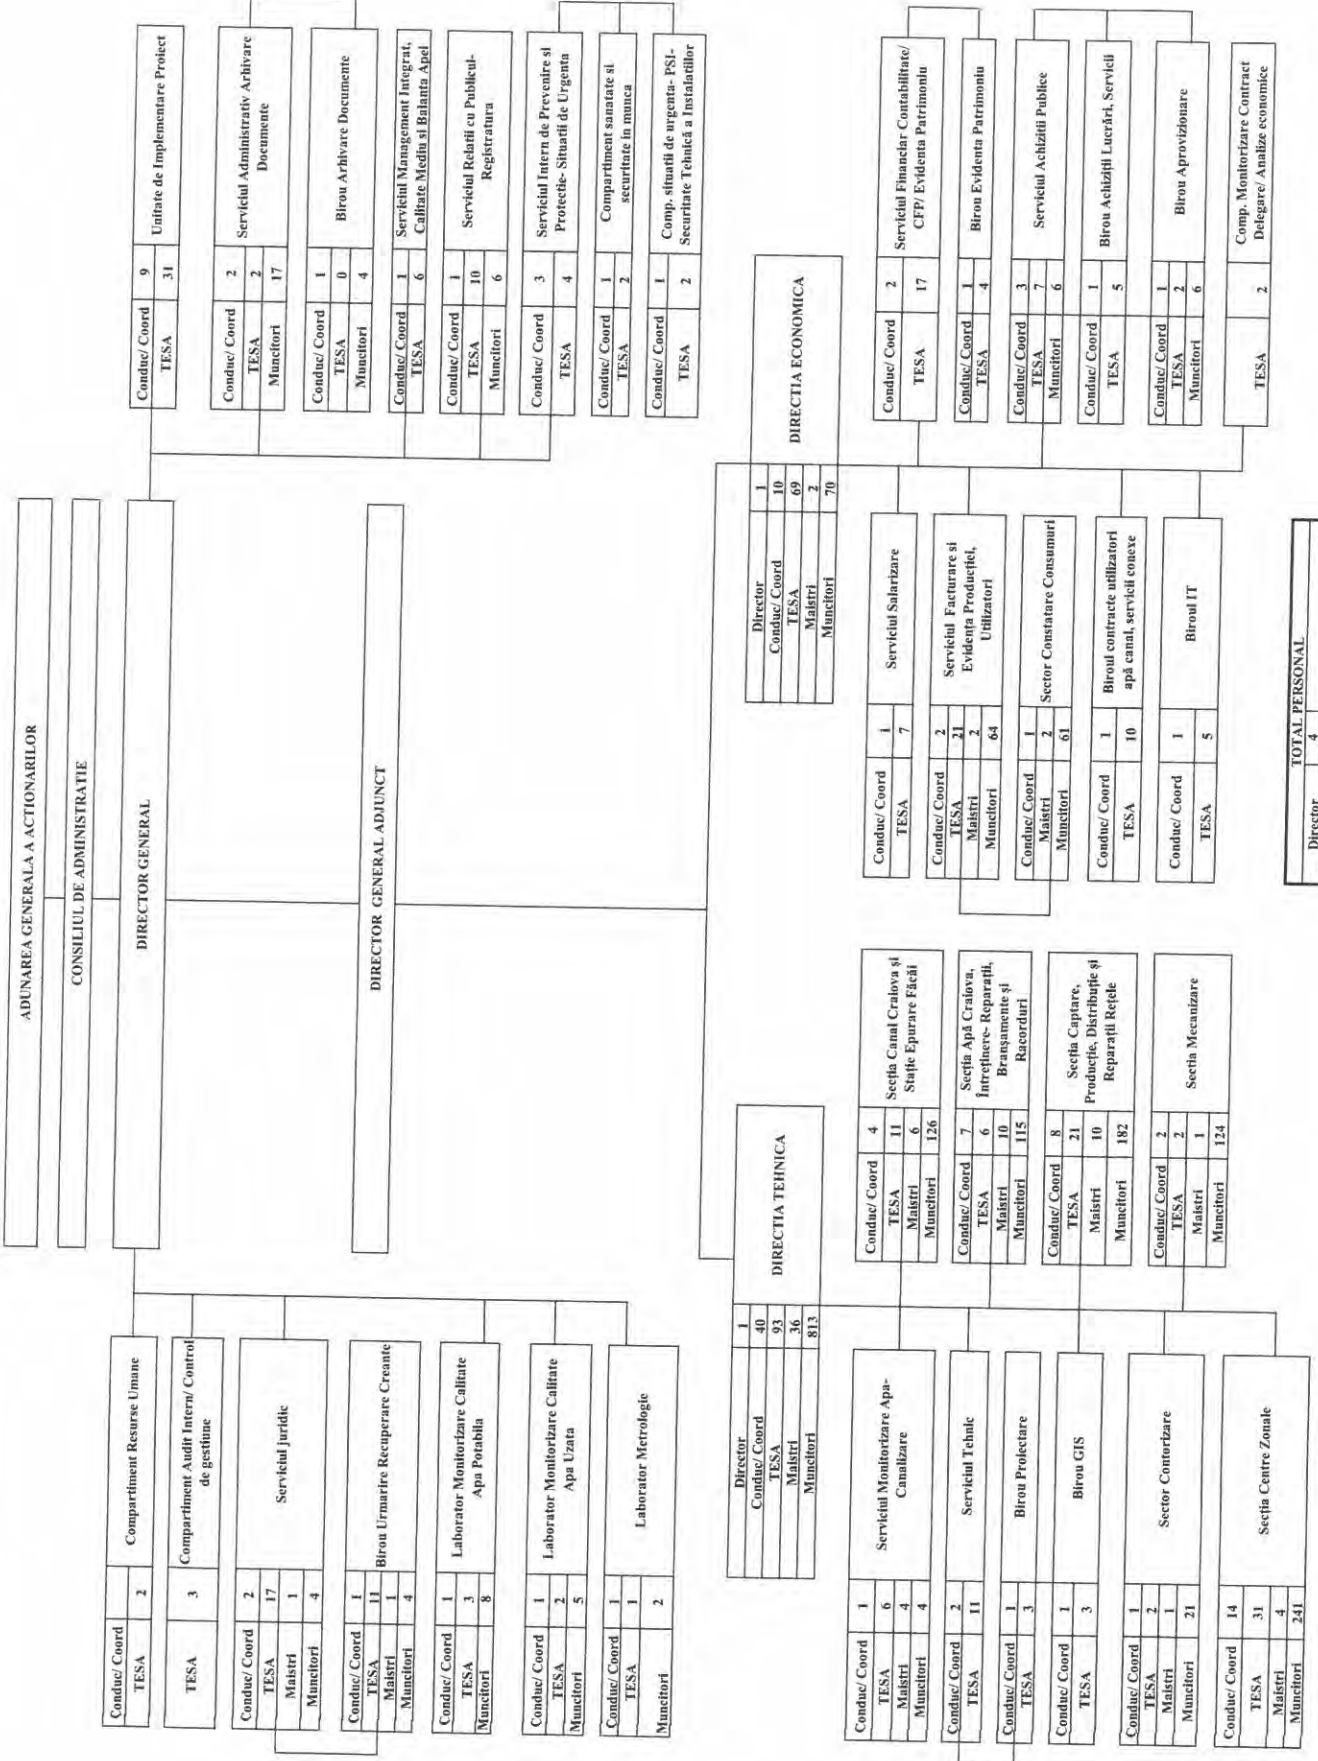 ADUNAREA GENERALA A ACTIONARILOR
CONSILIUL DE ADMINISTRATIE
DIRECTOR GENERAL
DIRECTOR GENERAL ADJUNCT
Conduc/ Coord
TESA 2
Compartiment Resurse Umane
TESA 3
Compartiment Audit Intern/ Control
de gestiune
Conduc/ Coord 2
TESA 17
Maistri 1
Muncitori 4
Serviciul juridic
Conduc/ Coord 1
TESA 11
Maistri 1
Muncitori 4
Birou Urmarire Recuperare Creante
Conduc/ Coord 1
TESA 3
Muncitori 8
Laborator Monitorizare Calitate
Apa Potabila
Conduc/ Coord 1
TESA 2
Muncitori 5
Laborator Monitorizare Calitate
Apa Uzata
Conduc/ Coord 1
TESA 1
Muncitori 2
Laborator Metrologie
Conduc/ Coord 9
TESA 31
Unitate de Implementare Proiect
Conduc/ Coord 2
TESA 2
Muncitori 17
Serviciul Administrativ Arhivare
Documente
Conduc/ Coord 1
TESA 0
Muncitori 4
Birou Arhivare Documente
Conduc/ Coord 1
TESA 6
Serviciul Management Integrat,
Calitate Mediu si Balanta Apei
Conduc/ Coord 1
TESA 10
Muncitori 6
Serviciul Relatii cu Publicul-
Registratura
Conduc/ Coord 3
TESA 4
Serviciul Intern de Prevenire si
Protectie- Situatii de Urgenta
Conduc/ Coord 1
TESA 2
Compartiment sanatate si
securitate in munca
Conduc/ Coord 1
TESA 2
Comp. situatii de urgenta- PSI-
Securitate Tehnică a Instalatiilor
Director 1
Conduc/ Coord 40
TESA 93
Maistri 36
Muncitori 813
DIRECTIA TEHNICA
Conduc/ Coord 1
TESA 6
Maistri 4
Muncitori 4
Serviciul Monitorizare Apa-
Canalizare
Conduc/ Coord 2
TESA 11
Serviciul Tehnic
Conduc/ Coord 1
TESA 3
Birou Proiectare
Conduc/ Coord 1
TESA 3
Birou GIS
Conduc/ Coord 1
TESA 2
Maistri 1
Muncitori 21
Sector Contorizare
Conduc/ Coord 14
TESA 31
Maistri 4
Muncitori 241
Secția Centre Zonale
Conduc/ Coord 4
TESA 11
Maistri 6
Muncitori 126
Secția Canal Craiova și
Stație Epurare Făcăi
Conduc/ Coord 7
TESA 6
Maistri 10
Muncitori 115
Secția Apă Craiova,
Întreținere- Reparații,
Branșamente și
Racorduri
Conduc/ Coord 8
TESA 21
Maistri 10
Muncitori 182
Secția Captare,
Producție, Distribuție și
Reparații Rețele
Conduc/ Coord 2
TESA 2
Maistri 1
Muncitori 124
Sectia Mecanizare
Director 1
Conduc/ Coord 10
TESA 69
Maistri 2
Muncitori 70
DIRECTIA ECONOMICA
Conduc/ Coord 1
TESA 7
Serviciul Salarizare
Conduc/ Coord 2
TESA 21
Maistri 2
Muncitori 64
Serviciul Facturare si
Evidența Producției,
Utilizatori
Conduc/ Coord 1
Maistri 2
Muncitori 61
Sector Constatare Consumuri
Conduc/ Coord 1
TESA 10
Biroul contracte utilizatori
apă canal, servicii conexe
Conduc/ Coord 1
TESA 5
Biroul IT
Conduc/ Coord 2
TESA 17
Serviciul Financiar Contabilitate/
CFP/ Evidenta Patrimoniu
Conduc/ Coord 1
TESA 4
Birou Evidenta Patrimoniu
Conduc/ Coord 3
TESA 7
Muncitori 6
Serviciul Achizitii Publice
Conduc/ Coord 1
TESA 5
Birou Achiziții Lucrări, Servicii
Conduc/ Coord 1
TESA 2
Muncitori 6
Birou Aprovizionare
TESA 2
Comp. Monitorizare Contract
Delegare/ Analize economice
TOTAL PERSONAL
Director 4